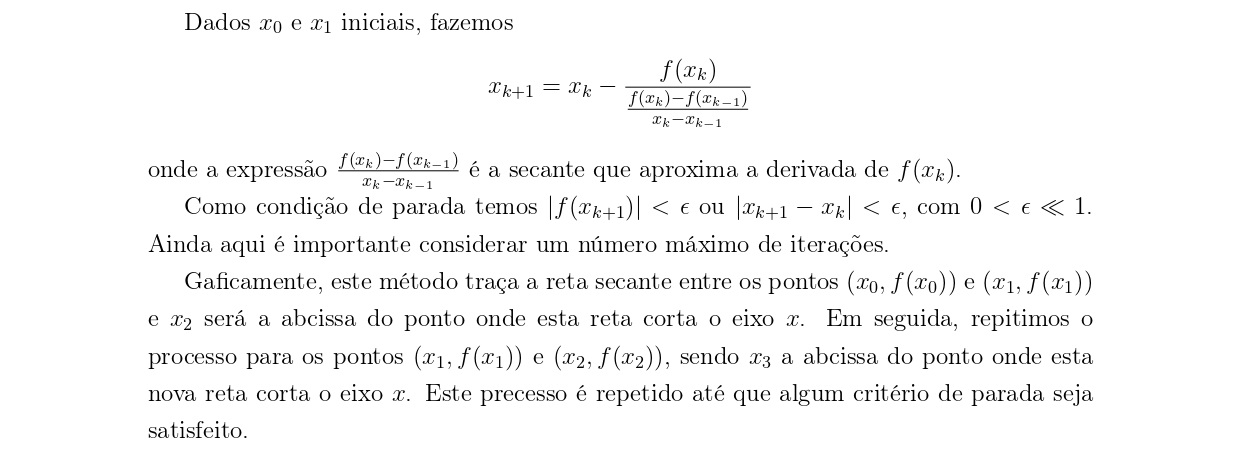 Dados $x_0$ e $x_1$ iniciais, fazemos
$$x_{k+1} = x_k - \frac{f(x_k)}{\frac{f(x_k)-f(x_{k-1})}{x_k-x_{k-1}}}$$
onde a expressão $\frac{f(x_k)-f(x_{k-1})}{x_k-x_{k-1}}$ é a secante que aproxima a derivada de $f(x_k)$.
Como condição de parada temos $|f(x_{k+1})| < \epsilon$ ou $|x_{k+1} - x_k| < \epsilon$, com $0 < \epsilon \ll 1$.
Ainda aqui é importante considerar um número máximo de iterações.
Gaficamente, este método traça a reta secante entre os pontos $(x_0, f(x_0))$ e $(x_1, f(x_1))$
e $x_2$ será a abcissa do ponto onde esta reta corta o eixo $x$. Em seguida, repitimos o
processo para os pontos $(x_1, f(x_1))$ e $(x_2, f(x_2))$, sendo $x_3$ a abcissa do ponto onde esta
nova reta corta o eixo $x$. Este precesso é repetido até que algum critério de parada seja
satisfeito.